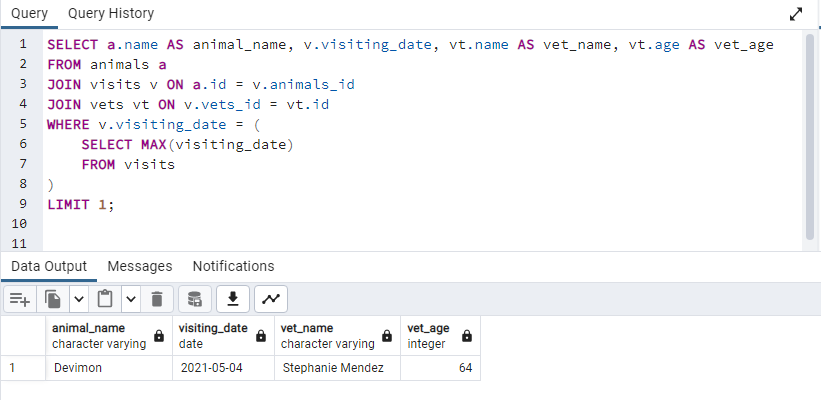 Query Query History
1 SELECT a.name AS animal_name, v.visiting_date, vt.name AS vet_name, vt.age AS vet_age
2 FROM animals a
3 JOIN visits v ON a.id = v.animals_id
4 JOIN vets vt ON v.vets_id = vt.id
5 WHERE v.visiting_date = (
6 SELECT MAX(visiting_date)
7 FROM visits
8 )
9 LIMIT 1;
10
11
Data Output Messages Notifications
animal_name visiting_date vet_name vet_age
character varying date character varying integer
1 Devimon 2021-05-04 Stephanie Mendez 64